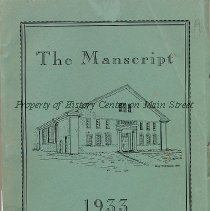 The Manscript
Property of History Center on Main Street
1933